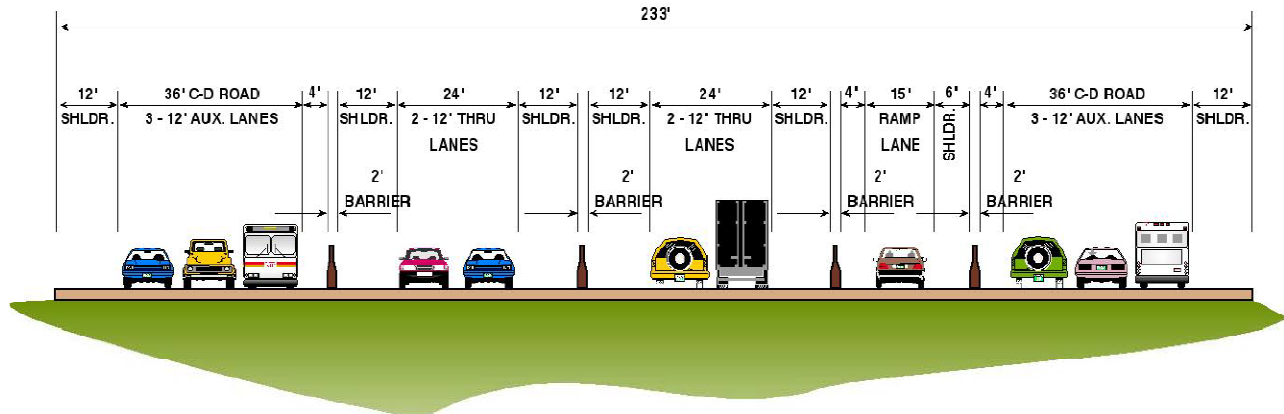 233'
12' 36' C-D ROAD 4' 12' 24' 12' 12' 24' 12' 4' 15' 6' 4' 36' C-D ROAD 12'
SHLDR. 3 - 12' AUX. LANES SHLDR. 2 - 12' THRU SHLDR. SHLDR. 2 - 12' THRU SHLDR. RAMP SHLDR. 3 - 12' AUX. LANES SHLDR.
LANES LANES LANE
2' 2' 2' 2'
BARRIER BARRIER BARRIER BARRIER